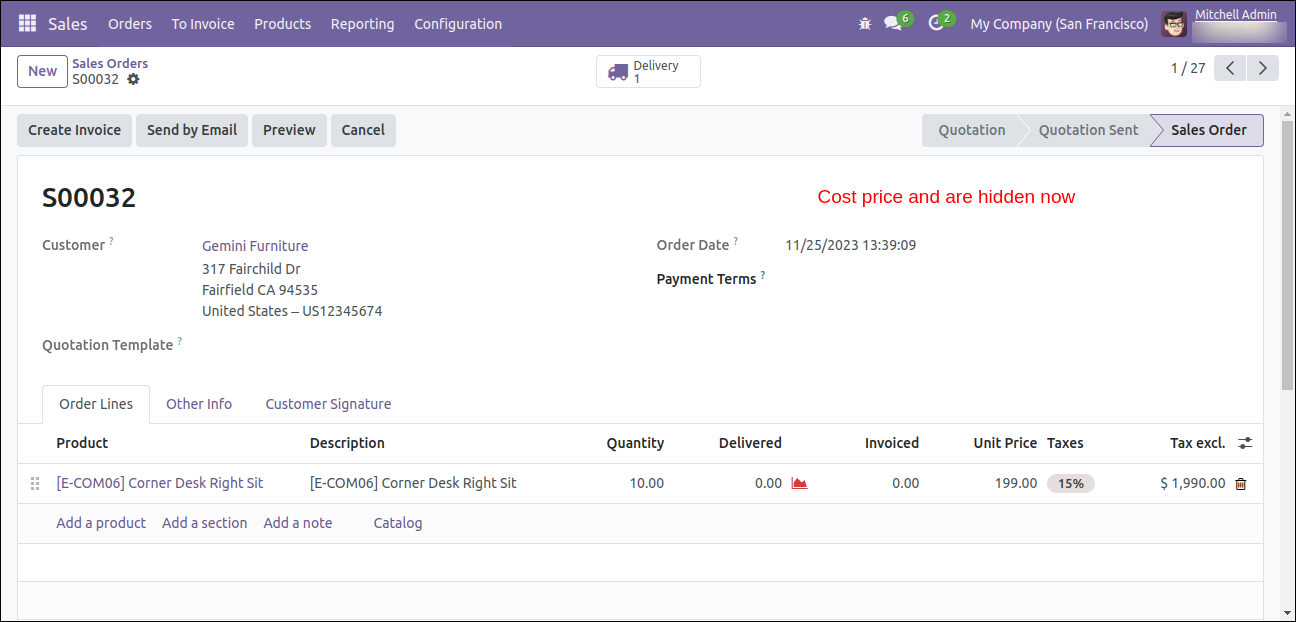 Sales Orders To Invoice Products Reporting Configuration 6 2 My Company (San Francisco) Mitchell Admin
New Sales Orders Delivery
S00032 1 1 / 27
Create Invoice Send by Email Preview Cancel Quotation Quotation Sent Sales Order
S00032 Cost price and are hidden now
Customer ? Gemini Furniture Order Date ? 11/25/2023 13:39:09
317 Fairchild Dr Payment Terms ?
Fairfield CA 94535
United States – US12345674
Quotation Template ?
Order Lines Other Info Customer Signature
Product Description Quantity Delivered Invoiced Unit Price Taxes Tax excl.
[E-COM06] Corner Desk Right Sit [E-COM06] Corner Desk Right Sit 10.00 0.00 0.00 199.00 15% $ 1,990.00
Add a product Add a section Add a note Catalog